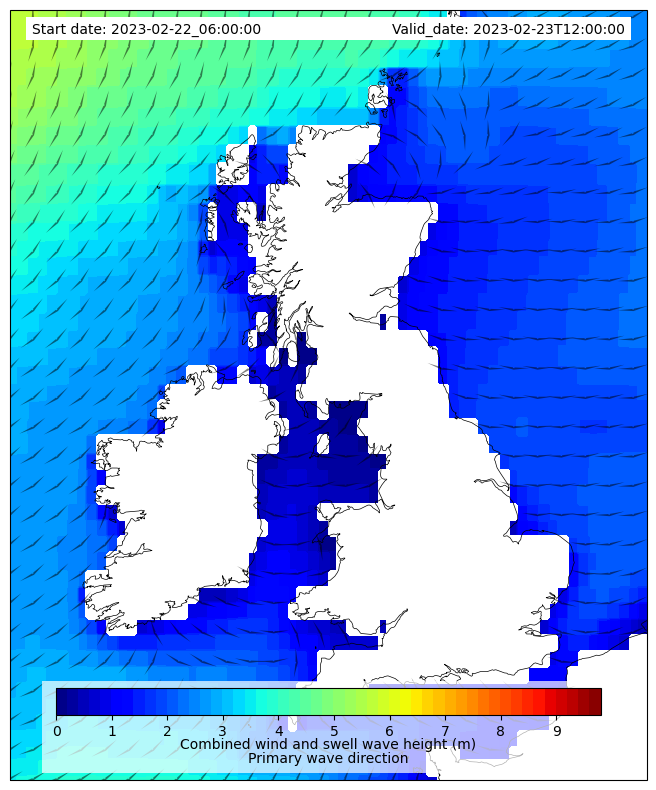 Start date: 2023-02-22_06:00:00 Valid_date: 2023-02-23T12:00:00
0 1 2 3 4 5 6 7 8 9
Combined wind and swell wave height (m)
Primary wave direction